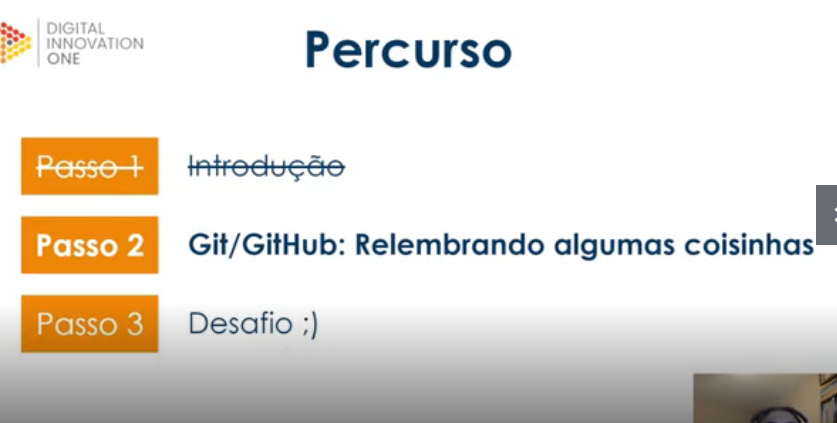 DIGITAL
INNOVATION
ONE
Percurso
Passo 1 Introdução
Passo 2 Git/GitHub: Relembrando algumas coisinhas
Passo 3 Desafio ;)